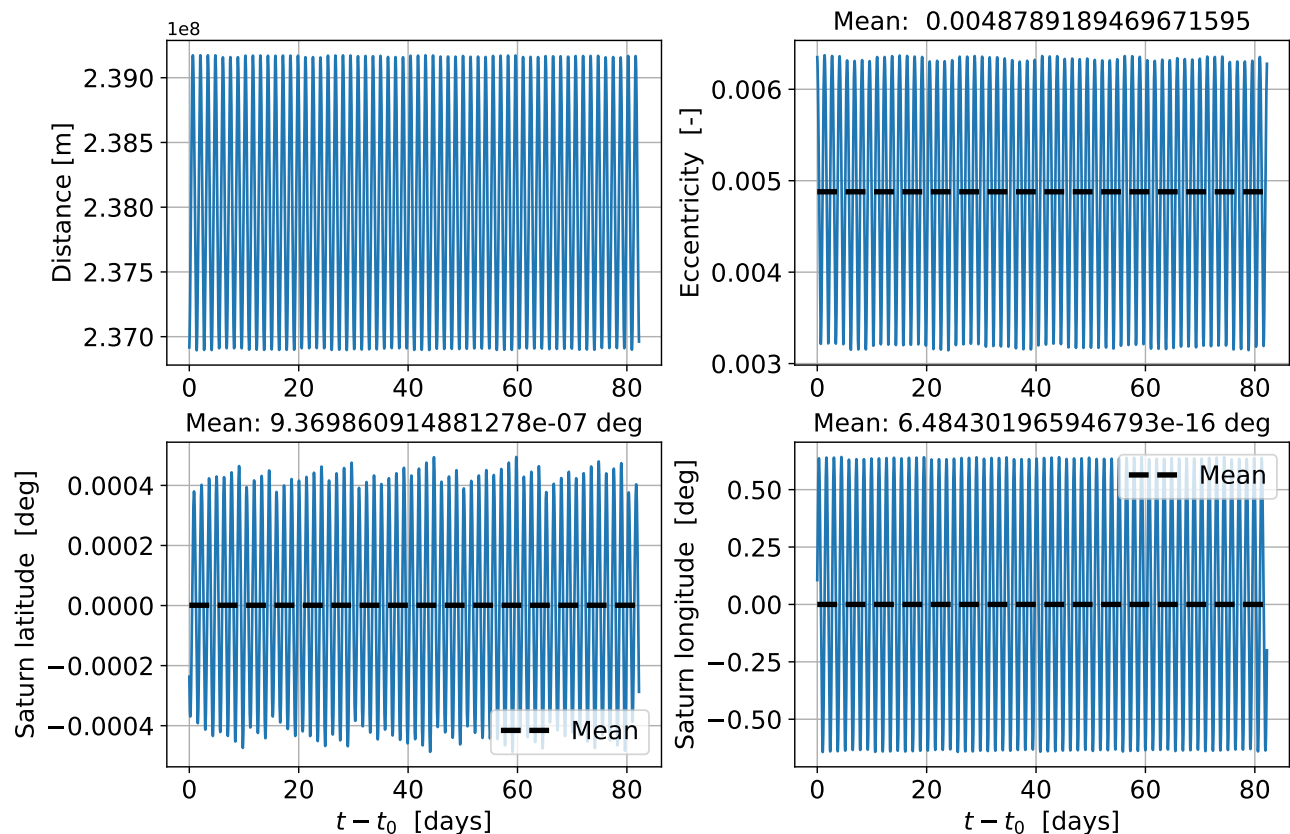 1e8
Distance [m]
2.390
2.385
2.380
2.375
2.370
0 20 40 60 80
Mean:  0.0048789189469671595
Eccentricity  [-]
0.006
0.005
0.004
0.003
0 20 40 60 80
Mean: 9.369860914881278e-07 deg
Saturn latitude  [deg]
0.0004
0.0002
0.0000
−0.0002
−0.0004
Mean
0 20 40 60 80
t − t0  [days]
Mean: 6.484301965946793e-16 deg
Saturn longitude  [deg]
0.50
0.25
0.00
−0.25
−0.50
Mean
0 20 40 60 80
t − t0  [days]